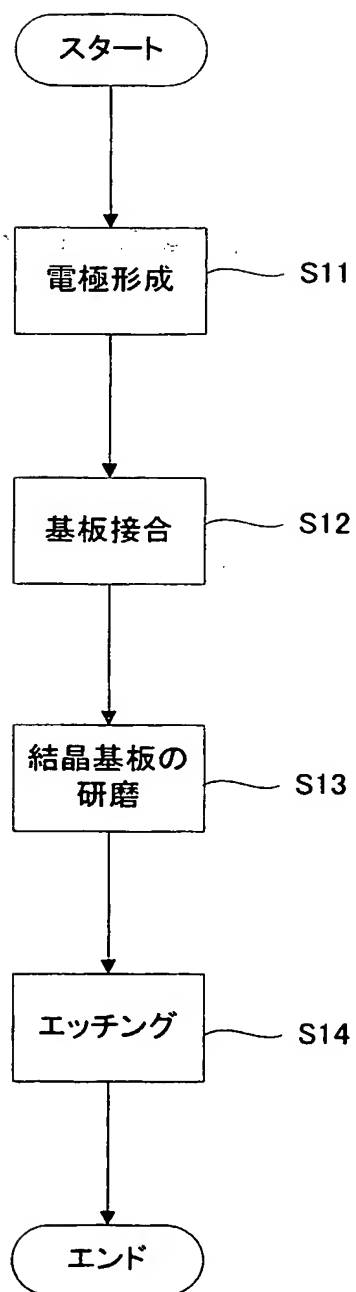 スタート
電極形成
S11
基板接合
S12
結晶基板の
研磨
S13
エッチング
S14
エンド